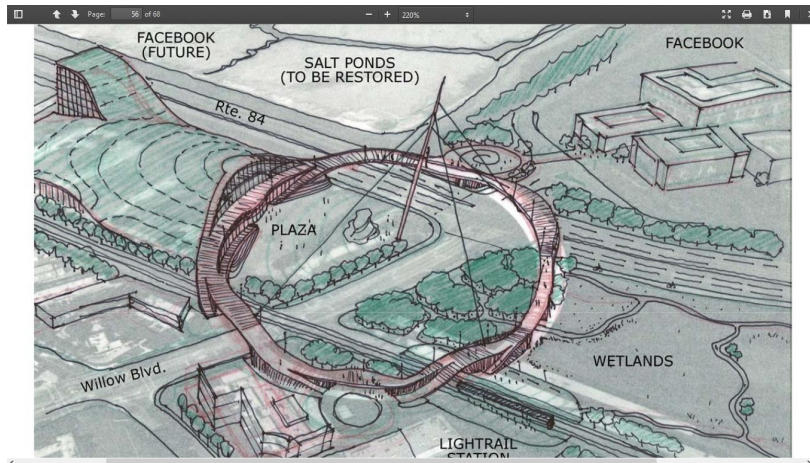 Page: 56 of 68
220%
FACEBOOK
(FUTURE)
SALT PONDS
(TO BE RESTORED)
FACEBOOK
Rte. 84
PLAZA
WETLANDS
Willow Blvd.
LIGHTRAIL
STATION